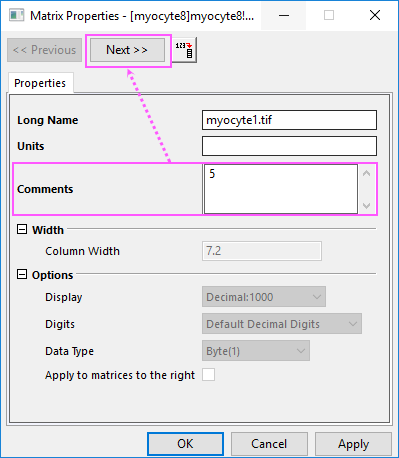 Matrix Properties - [myocyte8]myocyte8!...
<< Previous
Next >>
123
Properties
Long Name
myocyte1.tif
Units
Comments
5
Width
Column Width
7.2
Options
Display
Decimal:1000
Digits
Default Decimal Digits
Data Type
Byte(1)
Apply to matrices to the right
OK
Cancel
Apply